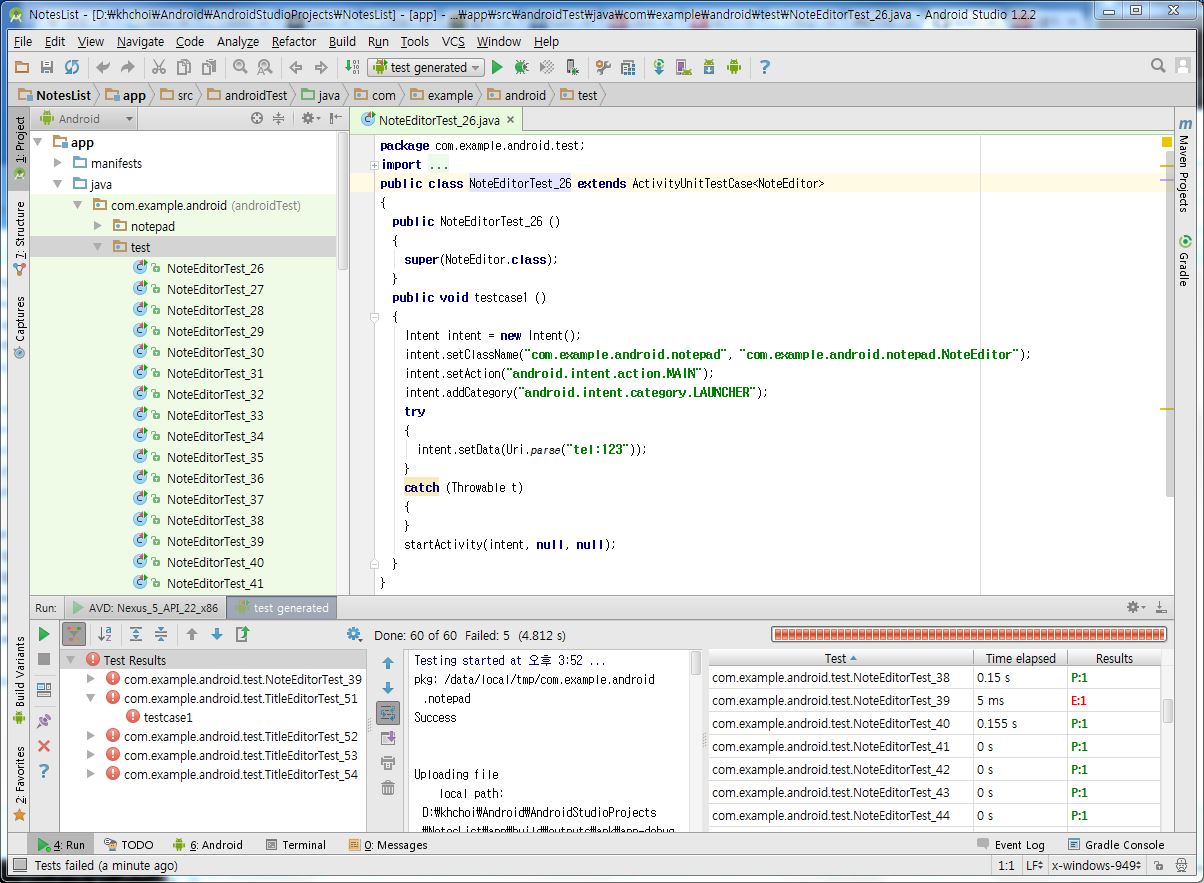 NotesList - [D:₩khchoi₩Android₩AndroidStudioProjects₩NotesList] - [app] - ...₩app₩src₩androidTest₩java₩com₩example₩android₩test₩NoteEditorTest_26.java - Android Studio 1.2.2
File Edit View Navigate Code Analyze Refactor Build Run Tools VCS Window Help
test generated
NotesList app src androidTest java com example android test
Android
NoteEditorTest_26.java
1: Project
7: Structure
Captures
Build Variants
2: Favorites
app
manifests
java
com.example.android (androidTest)
notepad
test
NoteEditorTest_26
NoteEditorTest_27
NoteEditorTest_28
NoteEditorTest_29
NoteEditorTest_30
NoteEditorTest_31
NoteEditorTest_32
NoteEditorTest_33
NoteEditorTest_34
NoteEditorTest_35
NoteEditorTest_36
NoteEditorTest_37
NoteEditorTest_38
NoteEditorTest_39
NoteEditorTest_40
NoteEditorTest_41
package com.example.android.test;
import ...
public class NoteEditorTest_26 extends ActivityUnitTestCase<NoteEditor>
{
public NoteEditorTest_26 ()
{
super(NoteEditor.class);
}
public void testcase1 ()
{
Intent intent = new Intent();
intent.setClassName("com.example.android.notepad", "com.example.android.notepad.NoteEditor");
intent.setAction("android.intent.action.MAIN");
intent.addCategory("android.intent.category.LAUNCHER");
try
{
intent.setData(Uri.parse("tel:123"));
}
catch (Throwable t)
{
}
startActivity(intent, null, null);
}
}
m Maven Projects
Gradle
Run: AVD: Nexus_5_API_22_x86 test generated
Done: 60 of 60 Failed: 5 (4.812 s)
Test Results
com.example.android.test.NoteEditorTest_39
com.example.android.test.TitleEditorTest_51
testcase1
com.example.android.test.TitleEditorTest_52
com.example.android.test.TitleEditorTest_53
com.example.android.test.TitleEditorTest_54
Testing started at 오후 3:52 ...
pkg: /data/local/tmp/com.example.android
.notepad
Success
Uploading file
local path:
D:₩khchoi₩Android₩AndroidStudioProjects
₩NotesList₩app₩build₩outputs₩apk₩app-debug
Test Time elapsed Results
com.example.android.test.NoteEditorTest_38 0.15 s P:1
com.example.android.test.NoteEditorTest_39 5 ms E:1
com.example.android.test.NoteEditorTest_40 0.155 s P:1
com.example.android.test.NoteEditorTest_41 0 s P:1
com.example.android.test.NoteEditorTest_42 0 s P:1
com.example.android.test.NoteEditorTest_43 0 s P:1
com.example.android.test.NoteEditorTest_44 0 s P:1
4: Run TODO 6: Android Terminal 0: Messages Event Log Gradle Console
Tests failed (a minute ago) 1:1 LF x-windows-949